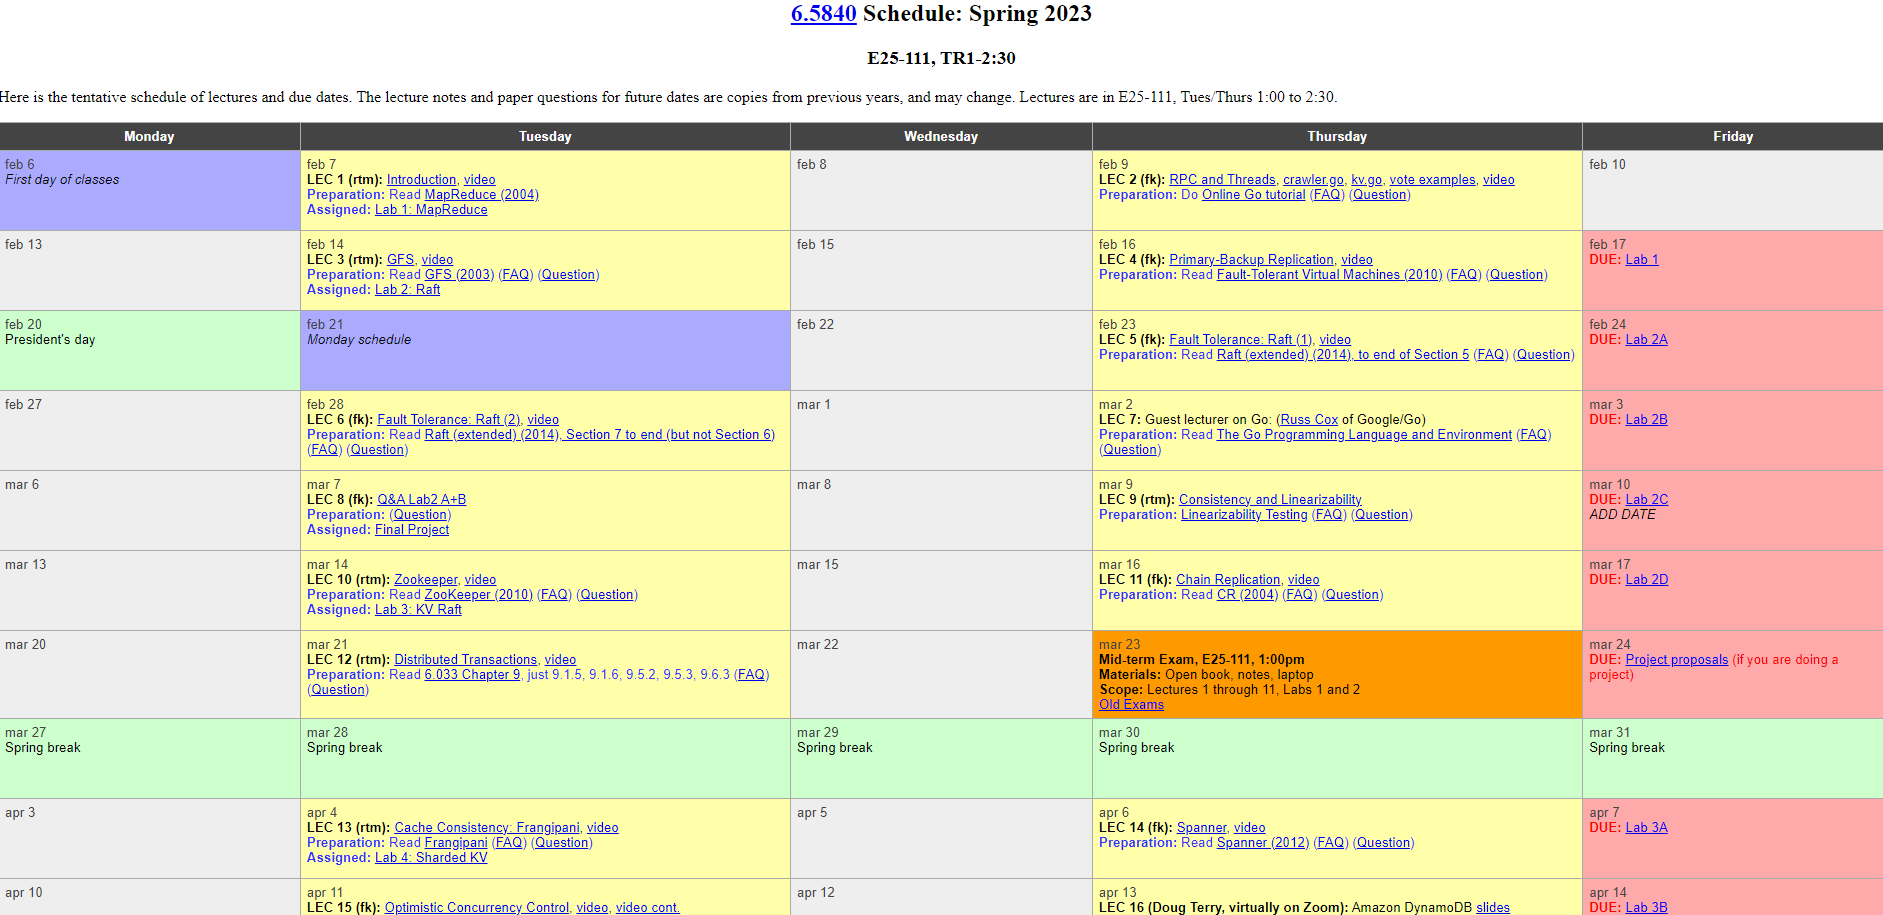 6.5840 Schedule: Spring 2023
E25-111, TR1-2:30
Here is the tentative schedule of lectures and due dates. The lecture notes and paper questions for future dates are copies from previous years, and may change. Lectures are in E25-111, Tues/Thurs 1:00 to 2:30.
Monday
Tuesday
Wednesday
Thursday
Friday
feb 6
First day of classes
feb 7
LEC 1 (rtm): Introduction, video
Preparation: Read MapReduce (2004)
Assigned: Lab 1: MapReduce
feb 8
feb 9
LEC 2 (fk): RPC and Threads, crawler.go, kv.go, vote examples, video
Preparation: Do Online Go tutorial (FAQ) (Question)
feb 10
feb 13
feb 14
LEC 3 (rtm): GFS, video
Preparation: Read GFS (2003) (FAQ) (Question)
Assigned: Lab 2: Raft
feb 15
feb 16
LEC 4 (fk): Primary-Backup Replication, video
Preparation: Read Fault-Tolerant Virtual Machines (2010) (FAQ) (Question)
feb 17
DUE: Lab 1
feb 20
President's day
feb 21
Monday schedule
feb 22
feb 23
LEC 5 (fk): Fault Tolerance: Raft (1), video
Preparation: Read Raft (extended) (2014), to end of Section 5 (FAQ) (Question)
feb 24
DUE: Lab 2A
feb 27
feb 28
LEC 6 (fk): Fault Tolerance: Raft (2), video
Preparation: Read Raft (extended) (2014), Section 7 to end (but not Section 6)
(FAQ) (Question)
mar 1
mar 2
LEC 7: Guest lecturer on Go: (Russ Cox of Google/Go)
Preparation: Read The Go Programming Language and Environment (FAQ)
(Question)
mar 3
DUE: Lab 2B
mar 6
mar 7
LEC 8 (fk): Q&A Lab2 A+B
Preparation: (Question)
Assigned: Final Project
mar 8
mar 9
LEC 9 (rtm): Consistency and Linearizability
Preparation: Linearizability Testing (FAQ) (Question)
mar 10
DUE: Lab 2C
ADD DATE
mar 13
mar 14
LEC 10 (rtm): Zookeeper, video
Preparation: Read ZooKeeper (2010) (FAQ) (Question)
Assigned: Lab 3: KV Raft
mar 15
mar 16
LEC 11 (fk): Chain Replication, video
Preparation: Read CR (2004) (FAQ) (Question)
mar 17
DUE: Lab 2D
mar 20
mar 21
LEC 12 (rtm): Distributed Transactions, video
Preparation: Read 6.033 Chapter 9, just 9.1.5, 9.1.6, 9.5.2, 9.5.3, 9.6.3 (FAQ)
(Question)
mar 22
mar 23
Mid-term Exam, E25-111, 1:00pm
Materials: Open book, notes, laptop
Scope: Lectures 1 through 11, Labs 1 and 2
Old Exams
mar 24
DUE: Project proposals (if you are doing a
project)
mar 27
Spring break
mar 28
Spring break
mar 29
Spring break
mar 30
Spring break
mar 31
Spring break
apr 3
apr 4
LEC 13 (rtm): Cache Consistency: Frangipani, video
Preparation: Read Frangipani (FAQ) (Question)
Assigned: Lab 4: Sharded KV
apr 5
apr 6
LEC 14 (fk): Spanner, video
Preparation: Read Spanner (2012) (FAQ) (Question)
apr 7
DUE: Lab 3A
apr 10
apr 11
LEC 15 (fk): Optimistic Concurrency Control, video, video cont.
apr 12
apr 13
LEC 16 (Doug Terry, virtually on Zoom): Amazon DynamoDB slides
apr 14
DUE: Lab 3B